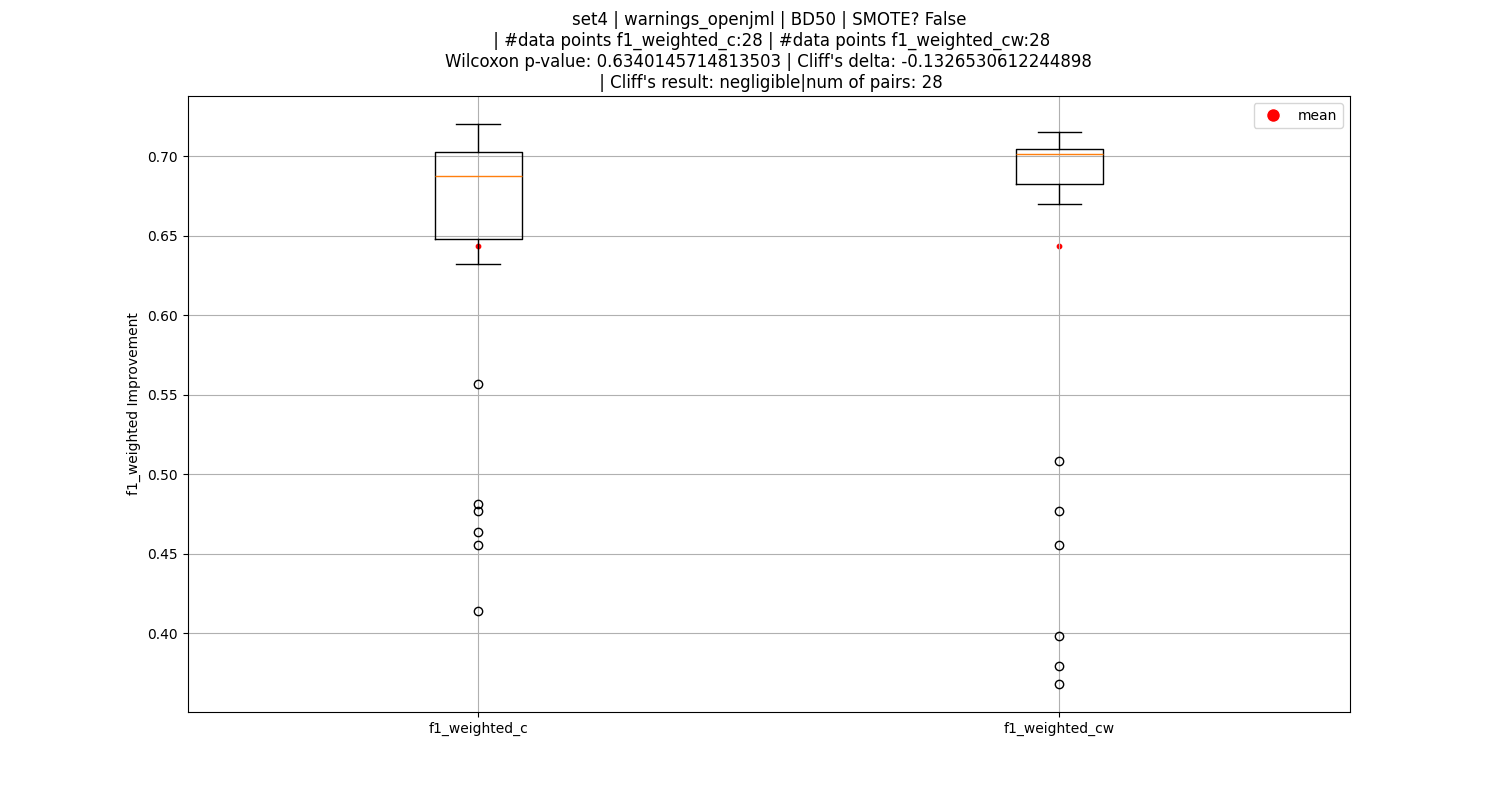 set4 | warnings_openjml | BD50 | SMOTE? False
| #data points f1_weighted_c:28 | #data points f1_weighted_cw:28
Wilcoxon p-value: 0.6340145714813503 | Cliff's delta: -0.1326530612244898
| Cliff's result: negligible|num of pairs: 28
mean
0.70
0.65
0.60
0.55
0.50
0.45
0.40
f1_weighted Improvement
f1_weighted_c
f1_weighted_cw